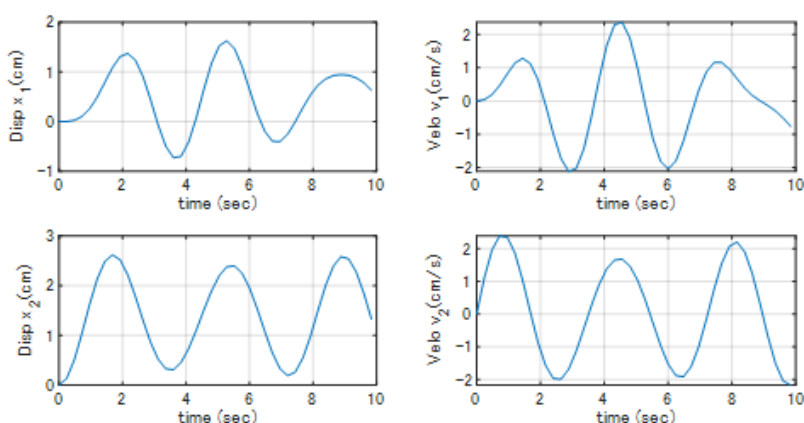 Disp x 1(cm)
2
1
0
−1
0 2 4 6 8 10
time (sec)
Velo v1(cm/s)
2
1
0
−1
−2
0 2 4 6 8 10
time (sec)
Disp x 2(cm)
3
2
1
0
0 2 4 6 8 10
time (sec)
Velo v2(cm/s)
2
1
0
−1
−2
0 2 4 6 8 10
time (sec)